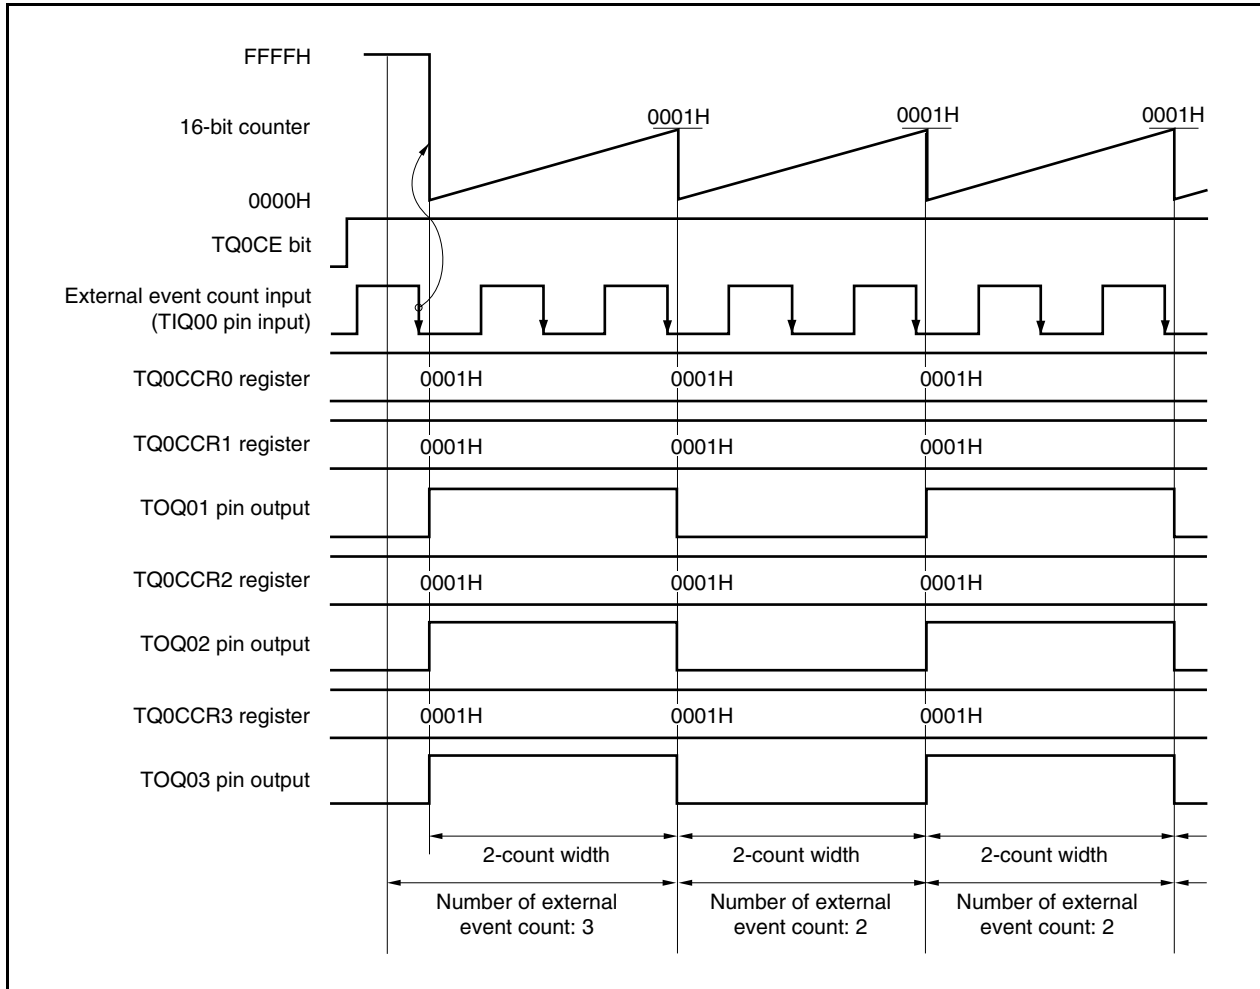 FFFFH
16-bit counter
0001H 0001H 0001H
0000H
TQ0CE bit
External event count input
(TIQ00 pin input)
TQ0CCR0 register 0001H 0001H 0001H
TQ0CCR1 register 0001H 0001H 0001H
TOQ01 pin output
TQ0CCR2 register 0001H 0001H 0001H
TOQ02 pin output
TQ0CCR3 register 0001H 0001H 0001H
TOQ03 pin output
2-count width 2-count width 2-count width
Number of external
event count: 3
Number of external
event count: 2
Number of external
event count: 2